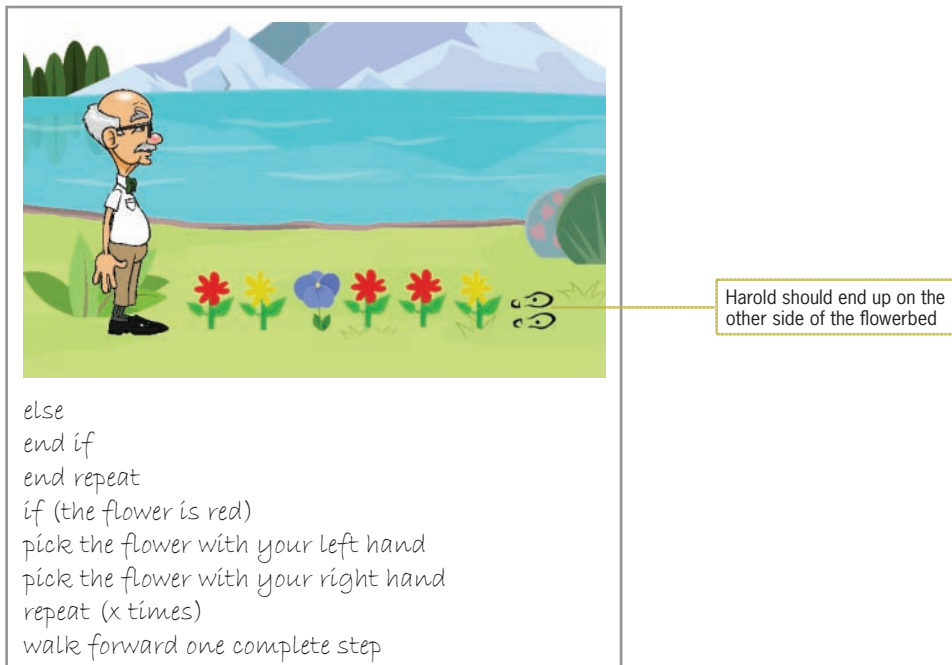 Harold should end up on the
other side of the flowerbed
else
end if
end repeat
if (the flower is red)
pick the flower with your left hand
pick the flower with your right hand
repeat (x times)
walk forward one complete step